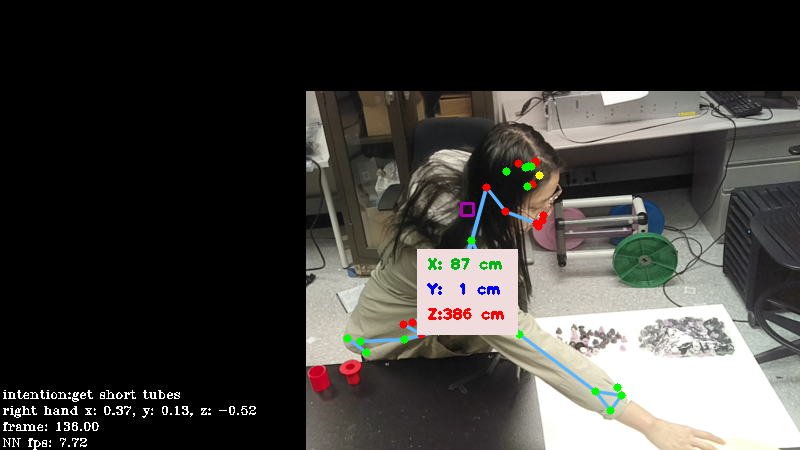 X: 87 cm
Y: 1 cm
Z:386 cm
intention:get short tubes
right hand x: 0.37, y: 0.13, z: -0.52
frame: 136.00
NN fps: 7.72